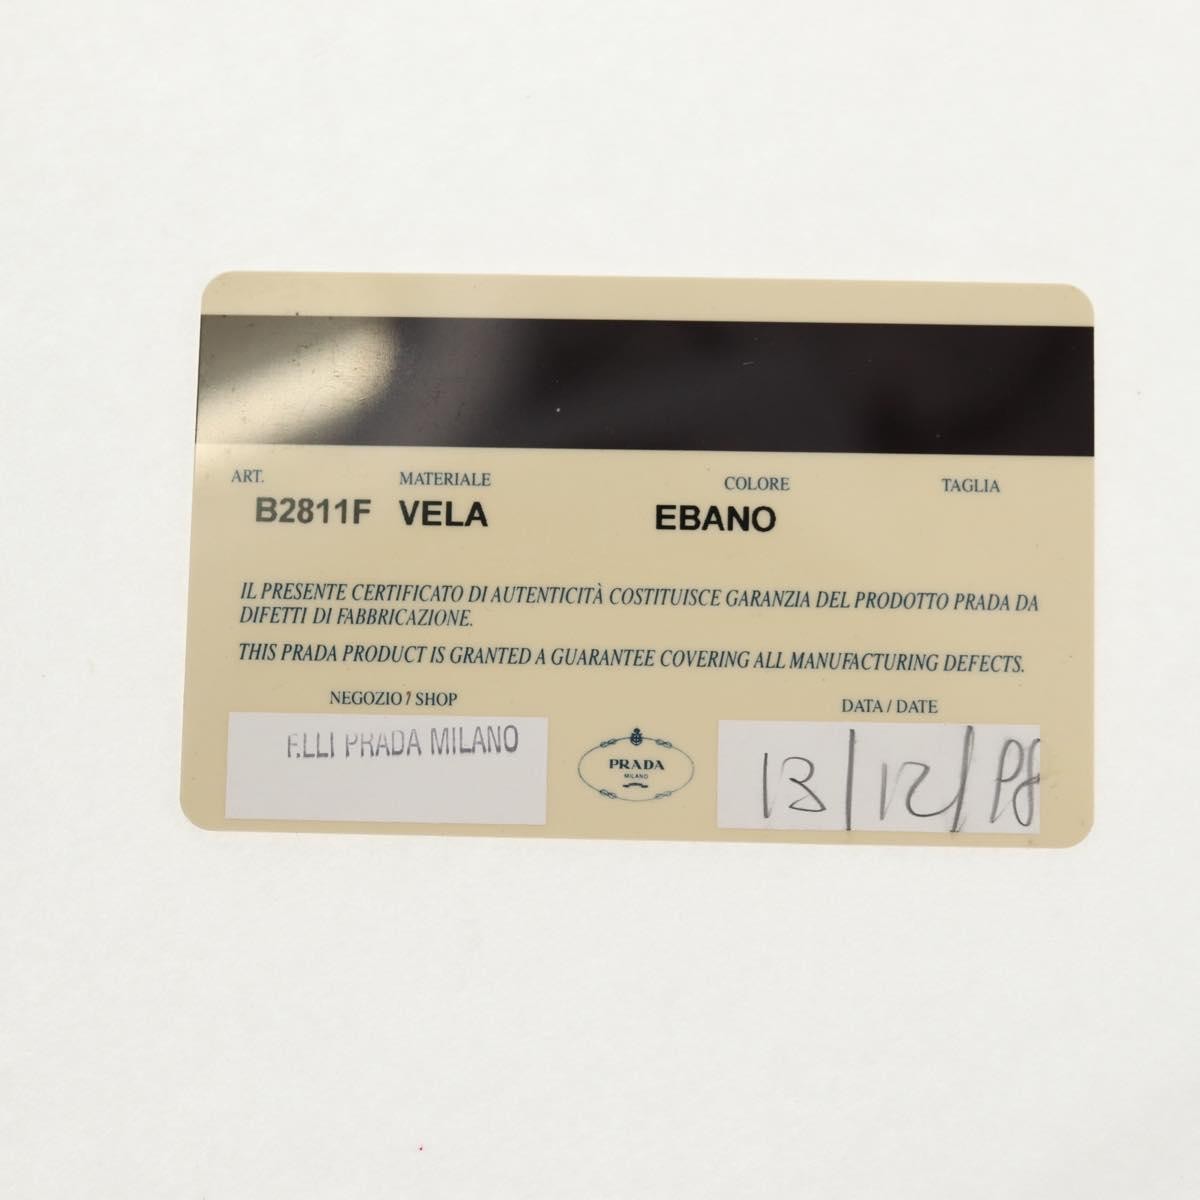 ART. MATERIALE COLORE TAGLIA
B2811F VELA EBANO
IL PRESENTE CERTIFICATO DI AUTENTICITÀ COSTITUISCE GARANZIA DEL PRODOTTO PRADA DA
DIFETTI DI FABBRICAZIONE.
THIS PRADA PRODUCT IS GRANTED A GUARANTEE COVERING ALL MANUFACTURING DEFECTS.
NEGOZIO / SHOP
F.LLI PRADA MILANO
PRADA
MILANO
DATA / DATE
13/12/98